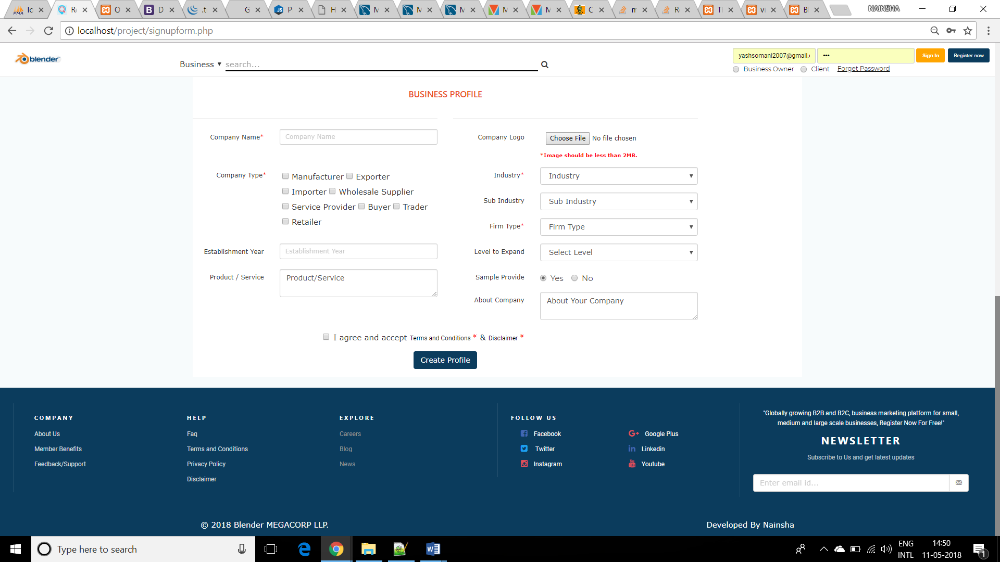 PMA Ic
R
O
B D
.t
G
JS P
H
M
M
M
M
M
C
m
R
TI
vi
B
NAINSHA
localhost/project/signupform.php
blender
Business search...
yashsomani2007@gmail.
Sign In
Register now
Business Owner Client Forget Password
BUSINESS PROFILE
Company Name* Company Name
Company Logo Choose File No file chosen
*Image should be less than 2MB.
Company Type* Manufacturer Exporter
Importer Wholesale Supplier
Service Provider Buyer Trader
Retailer
Industry* Industry
Sub Industry Sub Industry
Firm Type* Firm Type
Establishment Year Establishment Year
Level to Expand Select Level
Product / Service Product/Service
Sample Provide Yes No
About Company About Your Company
I agree and accept Terms and Conditions * & Disclaimer *
Create Profile
COMPANY
About Us
Member Benefits
Feedback/Support
HELP
Faq
Terms and Conditions
Privacy Policy
Disclaimer
EXPLORE
Careers
Blog
News
FOLLOW US
Facebook
Twitter
Instagram
G+ Google Plus
in Linkedin
Youtube
"Globally growing B2B and B2C, business marketing platform for small,
medium and large scale businesses, Register Now For Free!"
NEWSLETTER
Subscribe to Us and get latest updates
Enter email id...
© 2018 Blender MEGACORP LLP.
Developed By Nainsha
Type here to search
ENG
INTL
14:50
11-05-2018
1